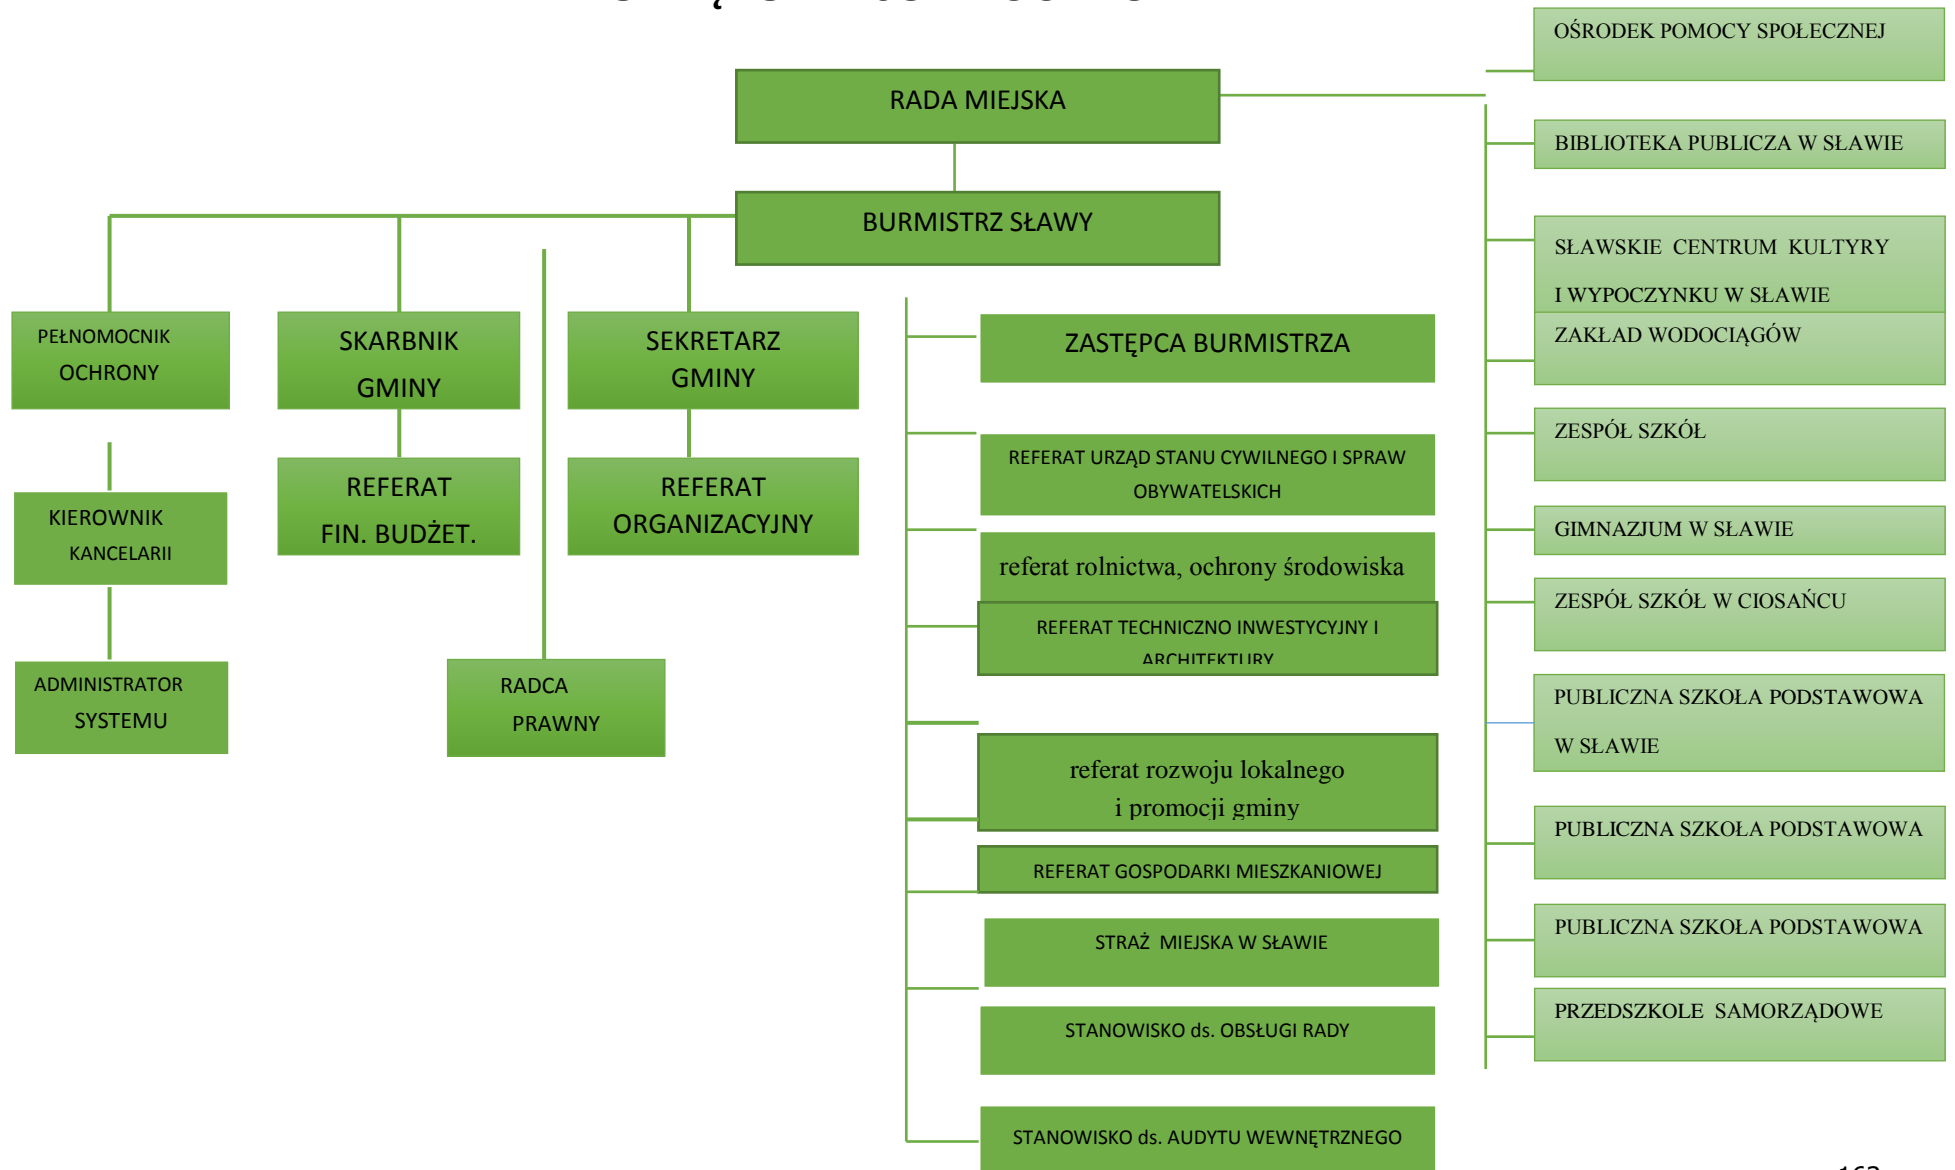 OŚRODEK POMOCY SPOŁECZNEJ
RADA MIEJSKA
BIBLIOTEKA PUBLICZA W SŁAWIE
BURMISTRZ SŁAWY
SŁAWSKIE CENTRUM KULTYRY
I WYPOCZYNKU W SŁAWIE
ZAKŁAD WODOCIĄGÓW
PEŁNOMOCNIK
OCHRONY
SKARBNIK
GMINY
SEKRETARZ
GMINY
ZASTĘPCA BURMISTRZA
ZESPÓŁ SZKÓŁ
REFERAT URZĄD STANU CYWILNEGO I SPRAW
OBYWATELSKICH
KIEROWNIK
KANCELARII
REFERAT
FIN. BUDŻET.
REFERAT
ORGANIZACYJNY
GIMNAZJUM W SŁAWIE
referat rolnictwa, ochrony środowiska
ZESPÓŁ SZKÓŁ W CIOSAŃCU
REFERAT TECHNICZNO INWESTYCYJNY I
ARCHITEKTURY
ADMINISTRATOR
SYSTEMU
RADCA
PRAWNY
PUBLICZNA SZKOŁA PODSTAWOWA
W SŁAWIE
referat rozwoju lokalnego
i promocji gminy
PUBLICZNA SZKOŁA PODSTAWOWA
REFERAT GOSPODARKI MIESZKANIOWEJ
STRAŻ MIEJSKA W SŁAWIE
PUBLICZNA SZKOŁA PODSTAWOWA
STANOWISKO ds. OBSŁUGI RADY
PRZEDSZKOLE SAMORZĄDOWE
STANOWISKO ds. AUDYTU WEWNĘTRZNEGO